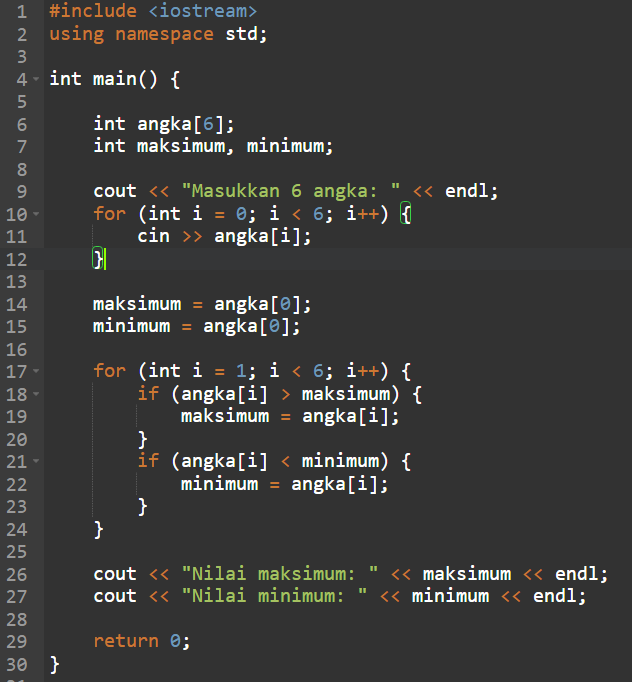 1 #include <iostream>
2 using namespace std;
3
4 int main() {
5
6     int angka[6];
7     int maksimum, minimum;
8
9     cout << "Masukkan 6 angka: " << endl;
10     for (int i = 0; i < 6; i++) {
11         cin >> angka[i];
12     }
13
14     maksimum = angka[0];
15     minimum = angka[0];
16
17     for (int i = 1; i < 6; i++) {
18         if (angka[i] > maksimum) {
19             maksimum = angka[i];
20         }
21         if (angka[i] < minimum) {
22             minimum = angka[i];
23         }
24     }
25
26     cout << "Nilai maksimum: " << maksimum << endl;
27     cout << "Nilai minimum: " << minimum << endl;
28
29     return 0;
30 }